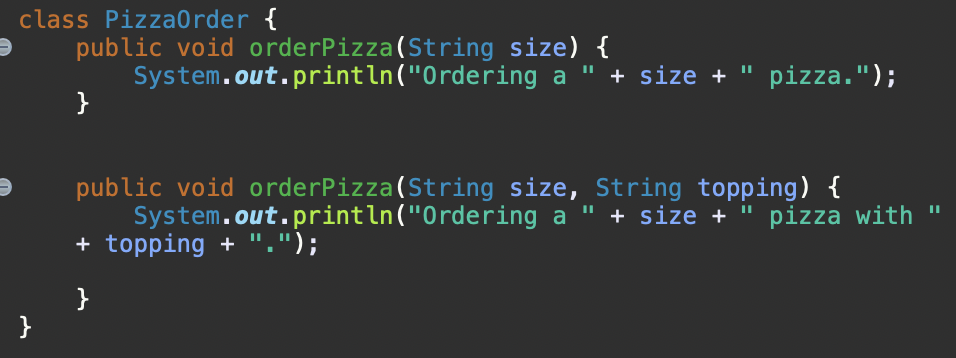 class PizzaOrder {
    public void orderPizza(String size) {
        System.out.println("Ordering a " + size + " pizza.");
    }
    public void orderPizza(String size, String topping) {
        System.out.println("Ordering a " + size + " pizza with "
    + topping + ".");
    }
}